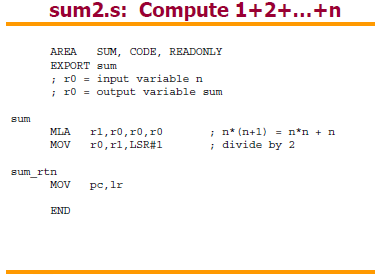 sum2.s: Compute 1+2+...+n
AREA SUM, CODE, READONLY
EXPORT sum
; r0 = input variable n
; r0 = output variable sum
sum
MLA r1,r0,r0,r0 ; n*(n+1) = n*n + n
MOV r0,r1,LSR#1 ; divide by 2
sum_rtn
MOV pc,lr
END